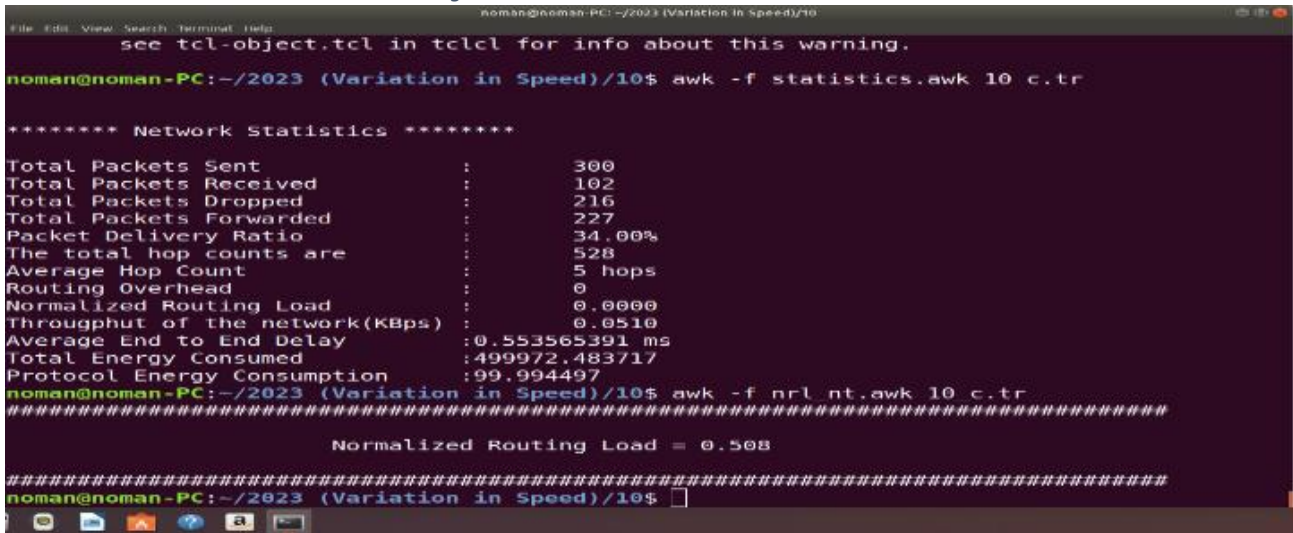 noman@noman-PC: ~/2023 (Variation in Speed)/10
File Edit View Search Terminal Help
see tcl-object.tcl in tclcl for info about this warning.
noman@noman-PC:~/2023 (Variation in Speed)/10$ awk -f statistics.awk 10 c.tr
******** Network Statistics ********
Total Packets Sent : 300
Total Packets Received : 102
Total Packets Dropped : 216
Total Packets Forwarded : 227
Packet Delivery Ratio : 34.00%
The total hop counts are : 528
Average Hop Count : 5 hops
Routing Overhead : 0
Normalized Routing Load : 0.0000
Througphut of the network(KBps) : 0.0510
Average End to End Delay :0.553565391 ms
Total Energy Consumed :499972.483717
Protocol Energy Consumption :99.994497
noman@noman-PC:~/2023 (Variation in Speed)/10$ awk -f nrl nt.awk 10 c.tr
################################################################################
Normalized Routing Load = 0.508
################################################################################
noman@noman-PC:~/2023 (Variation in Speed)/10$